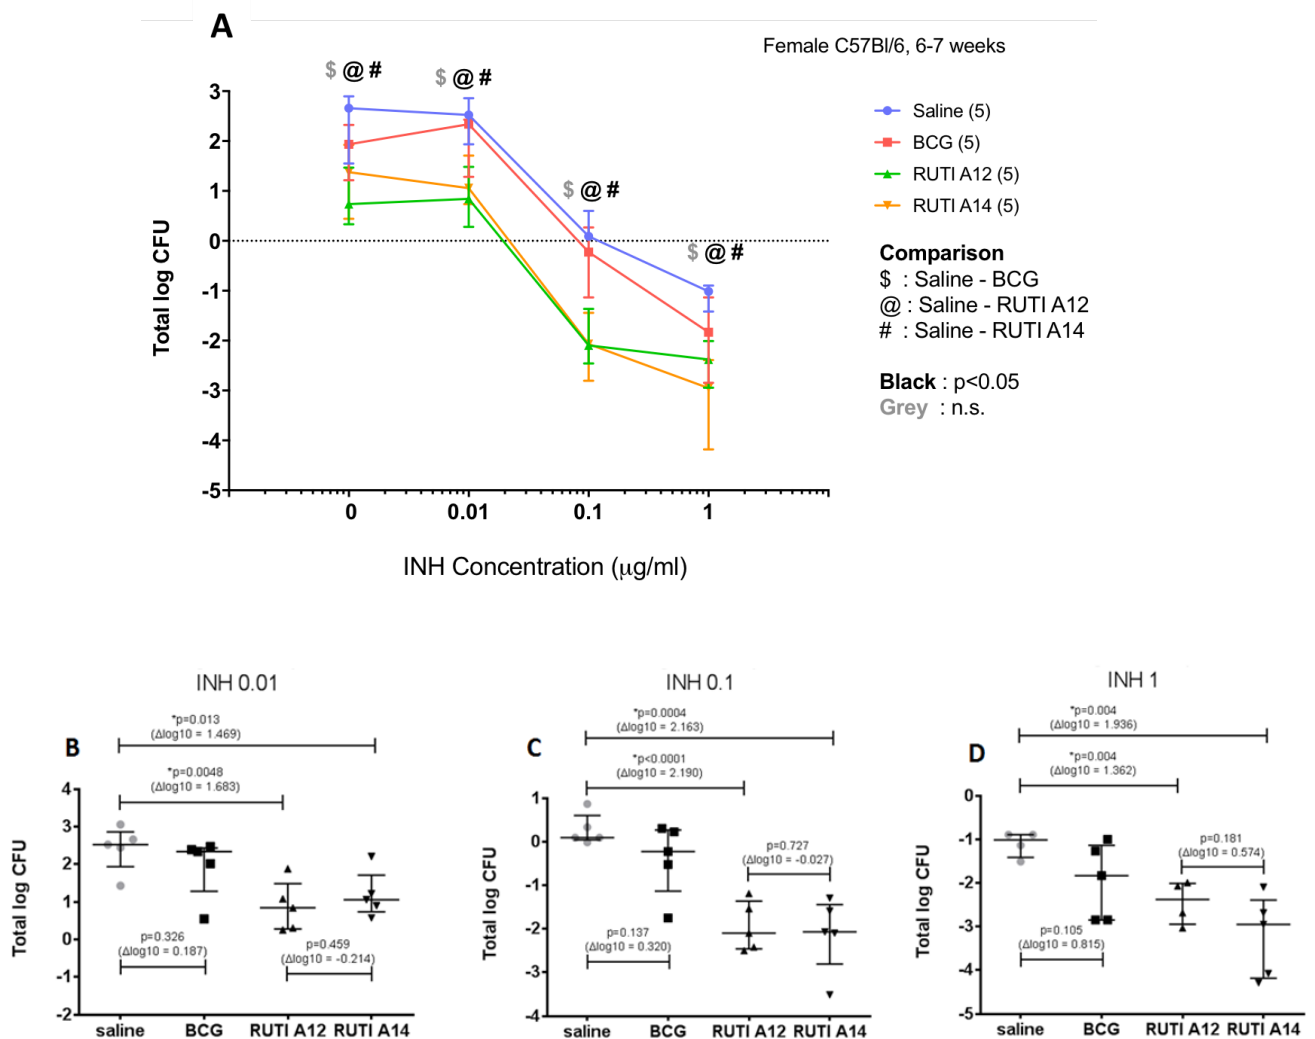 A
Female C57Bl/6, 6-7 weeks
$ @ #
$ @ #
$ @ #
$ @ #
3
2
1
0
-1
-2
-3
-4
-5
Total log CFU
0 0.01 0.1 1
INH Concentration (µg/ml)
Saline (5)
BCG (5)
RUTI A12 (5)
RUTI A14 (5)
Comparison
$ : Saline - BCG
@ : Saline - RUTI A12
# : Saline - RUTI A14
Black : p<0.05
Grey : n.s.
B
INH 0.01
*p=0.013
(Δlog10 = 1.469)
*p=0.0048
(Δlog10 = 1.683)
4
3
2
1
0
-1
-2
Total log CFU
p=0.326
(Δlog10 = 0.187)
p=0.459
(Δlog10 = -0.214)
saline BCG RUTI A12 RUTI A14
C
INH 0.1
*p=0.0004
(Δlog10 = 2.163)
*p<0.0001
(Δlog10 = 2.190)
1
0
-1
-2
-3
-4
Total log CFU
p=0.727
(Δlog10 = -0.027)
p=0.137
(Δlog10 = 0.320)
saline BCG RUTI A12 RUTI A14
D
INH 1
*p=0.004
(Δlog10 = 1.936)
*p=0.004
(Δlog10 = 1.362)
0
-1
-2
-3
-4
-5
Total log CFU
p=0.181
(Δlog10 = 0.574)
p=0.105
(Δlog10 = 0.815)
saline BCG RUTI A12 RUTI A14